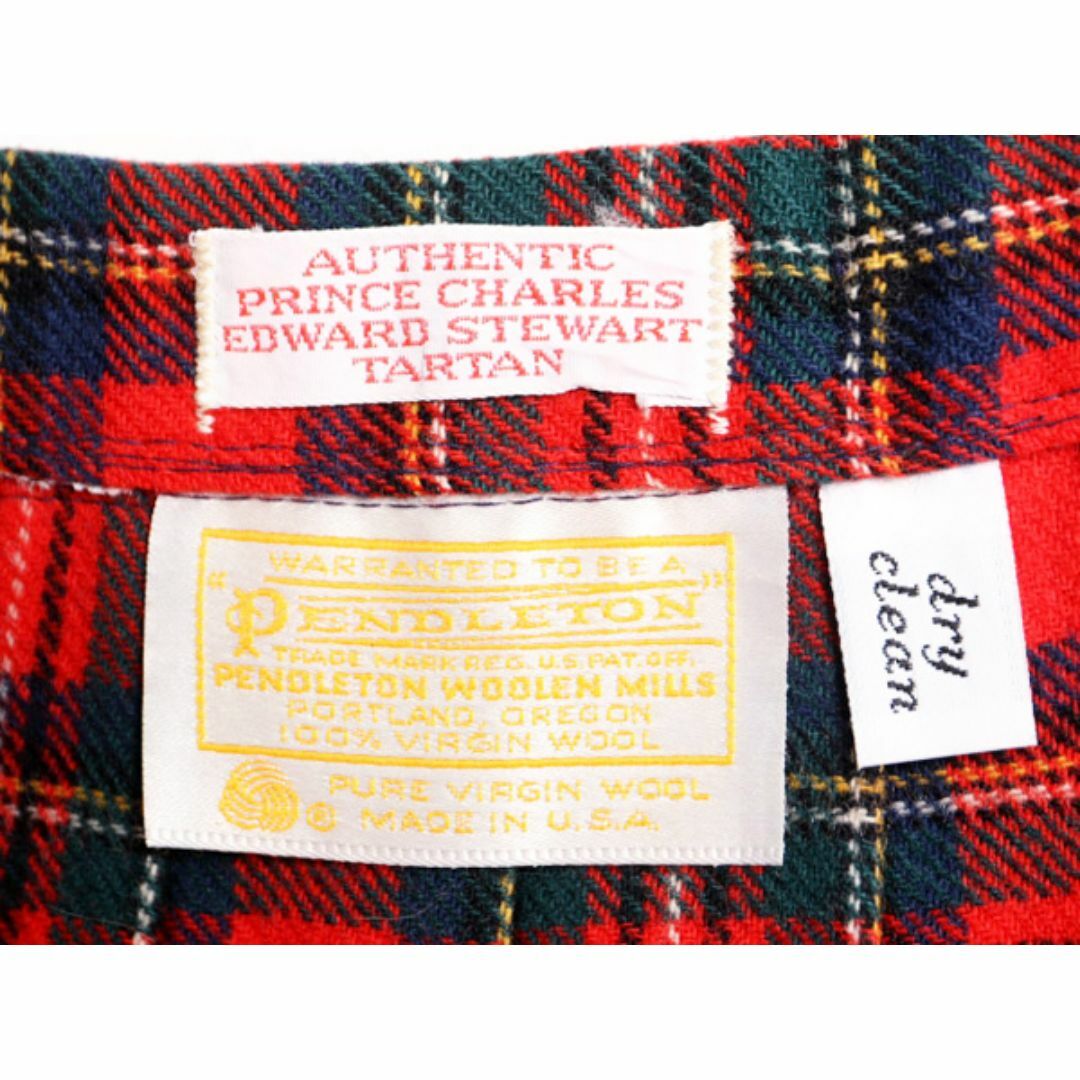 AUTHENTIC
PRINCE CHARLES
EDWARD STEWART
TARTAN
WARRANTED TO BE A
"PENDLETON"
TRADE MARK REG. U.S. PAT. OFF.
PENDLETON WOOLEN MILLS
PORTLAND, OREGON
100% VIRGIN WOOL
® PURE VIRGIN WOOL
MADE IN U.S.A.
dry
clean